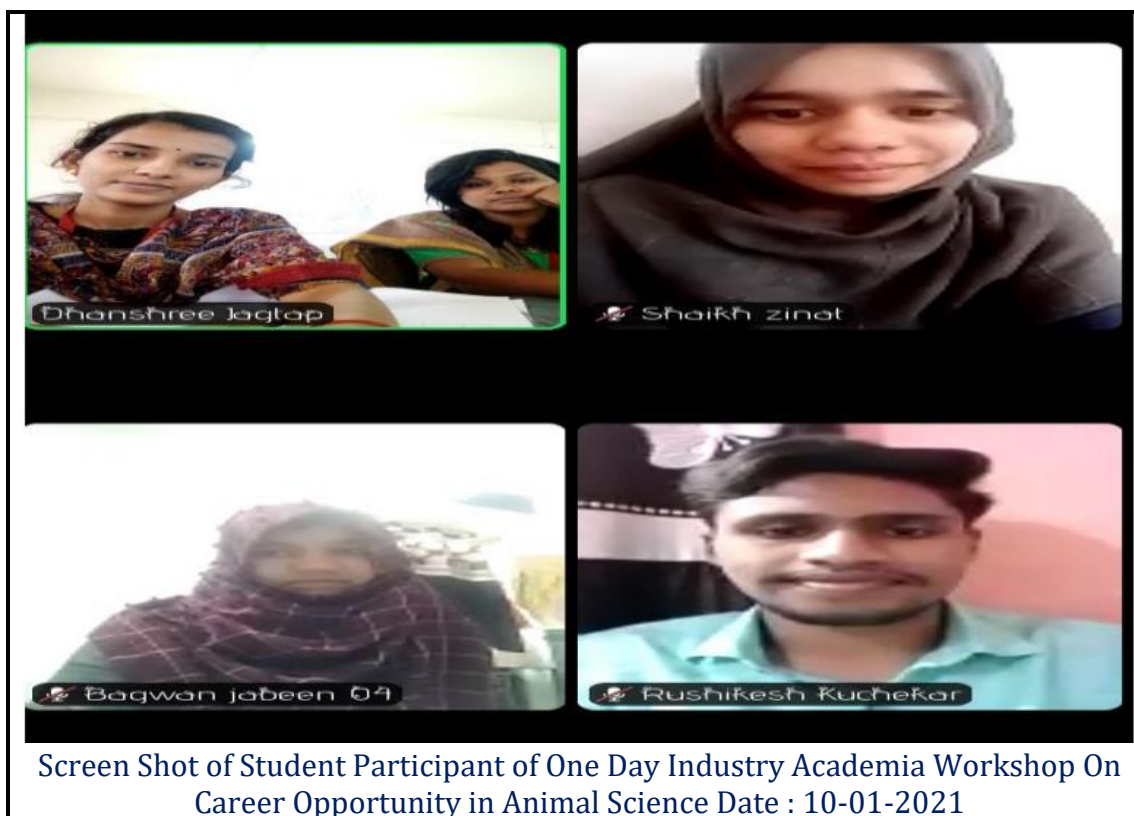 Dhanshree Jagtap
Shaikh zinat
Bagwan jabeen 04
Rushikesh Kuchekar
Screen Shot of Student Participant of One Day Industry Academia Workshop On
Career Opportunity in Animal Science Date : 10-01-2021